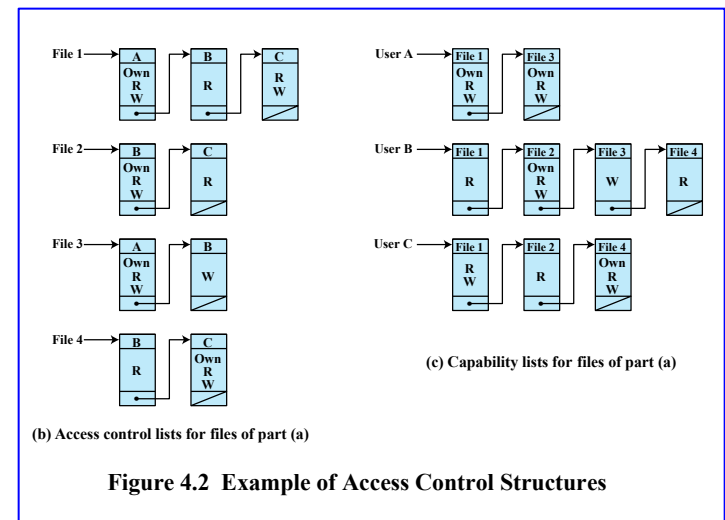 File 1
A
Own
R
W
B
R
C
R
W
File 2
B
Own
R
W
C
R
File 3
A
Own
R
W
B
W
File 4
B
R
C
Own
R
W
(b) Access control lists for files of part (a)
User A
File 1
Own
R
W
File 3
Own
R
W
User B
File 1
R
File 2
Own
R
W
File 3
W
File 4
R
User C
File 1
R
W
File 2
R
File 4
Own
R
W
(c) Capability lists for files of part (a)
Figure 4.2 Example of Access Control Structures